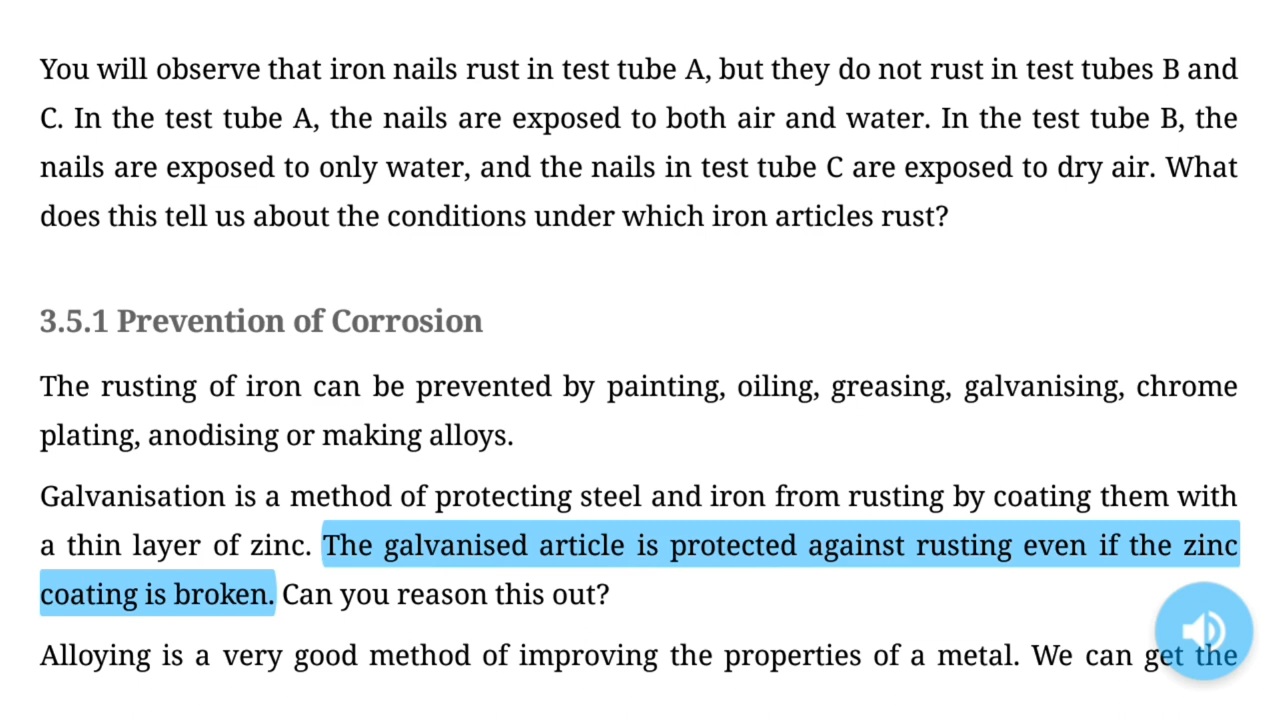 You will observe that iron nails rust in test tube A, but they do not rust in test tubes B and
C. In the test tube A, the nails are exposed to both air and water. In the test tube B, the
nails are exposed to only water, and the nails in test tube C are exposed to dry air. What
does this tell us about the conditions under which iron articles rust?
3.5.1 Prevention of Corrosion
The rusting of iron can be prevented by painting, oiling, greasing, galvanising, chrome
plating, anodising or making alloys.
Galvanisation is a method of protecting steel and iron from rusting by coating them with
a thin layer of zinc. The galvanised article is protected against rusting even if the zinc
coating is broken. Can you reason this out?
Alloying is a very good method of improving the properties of a metal. We can get the